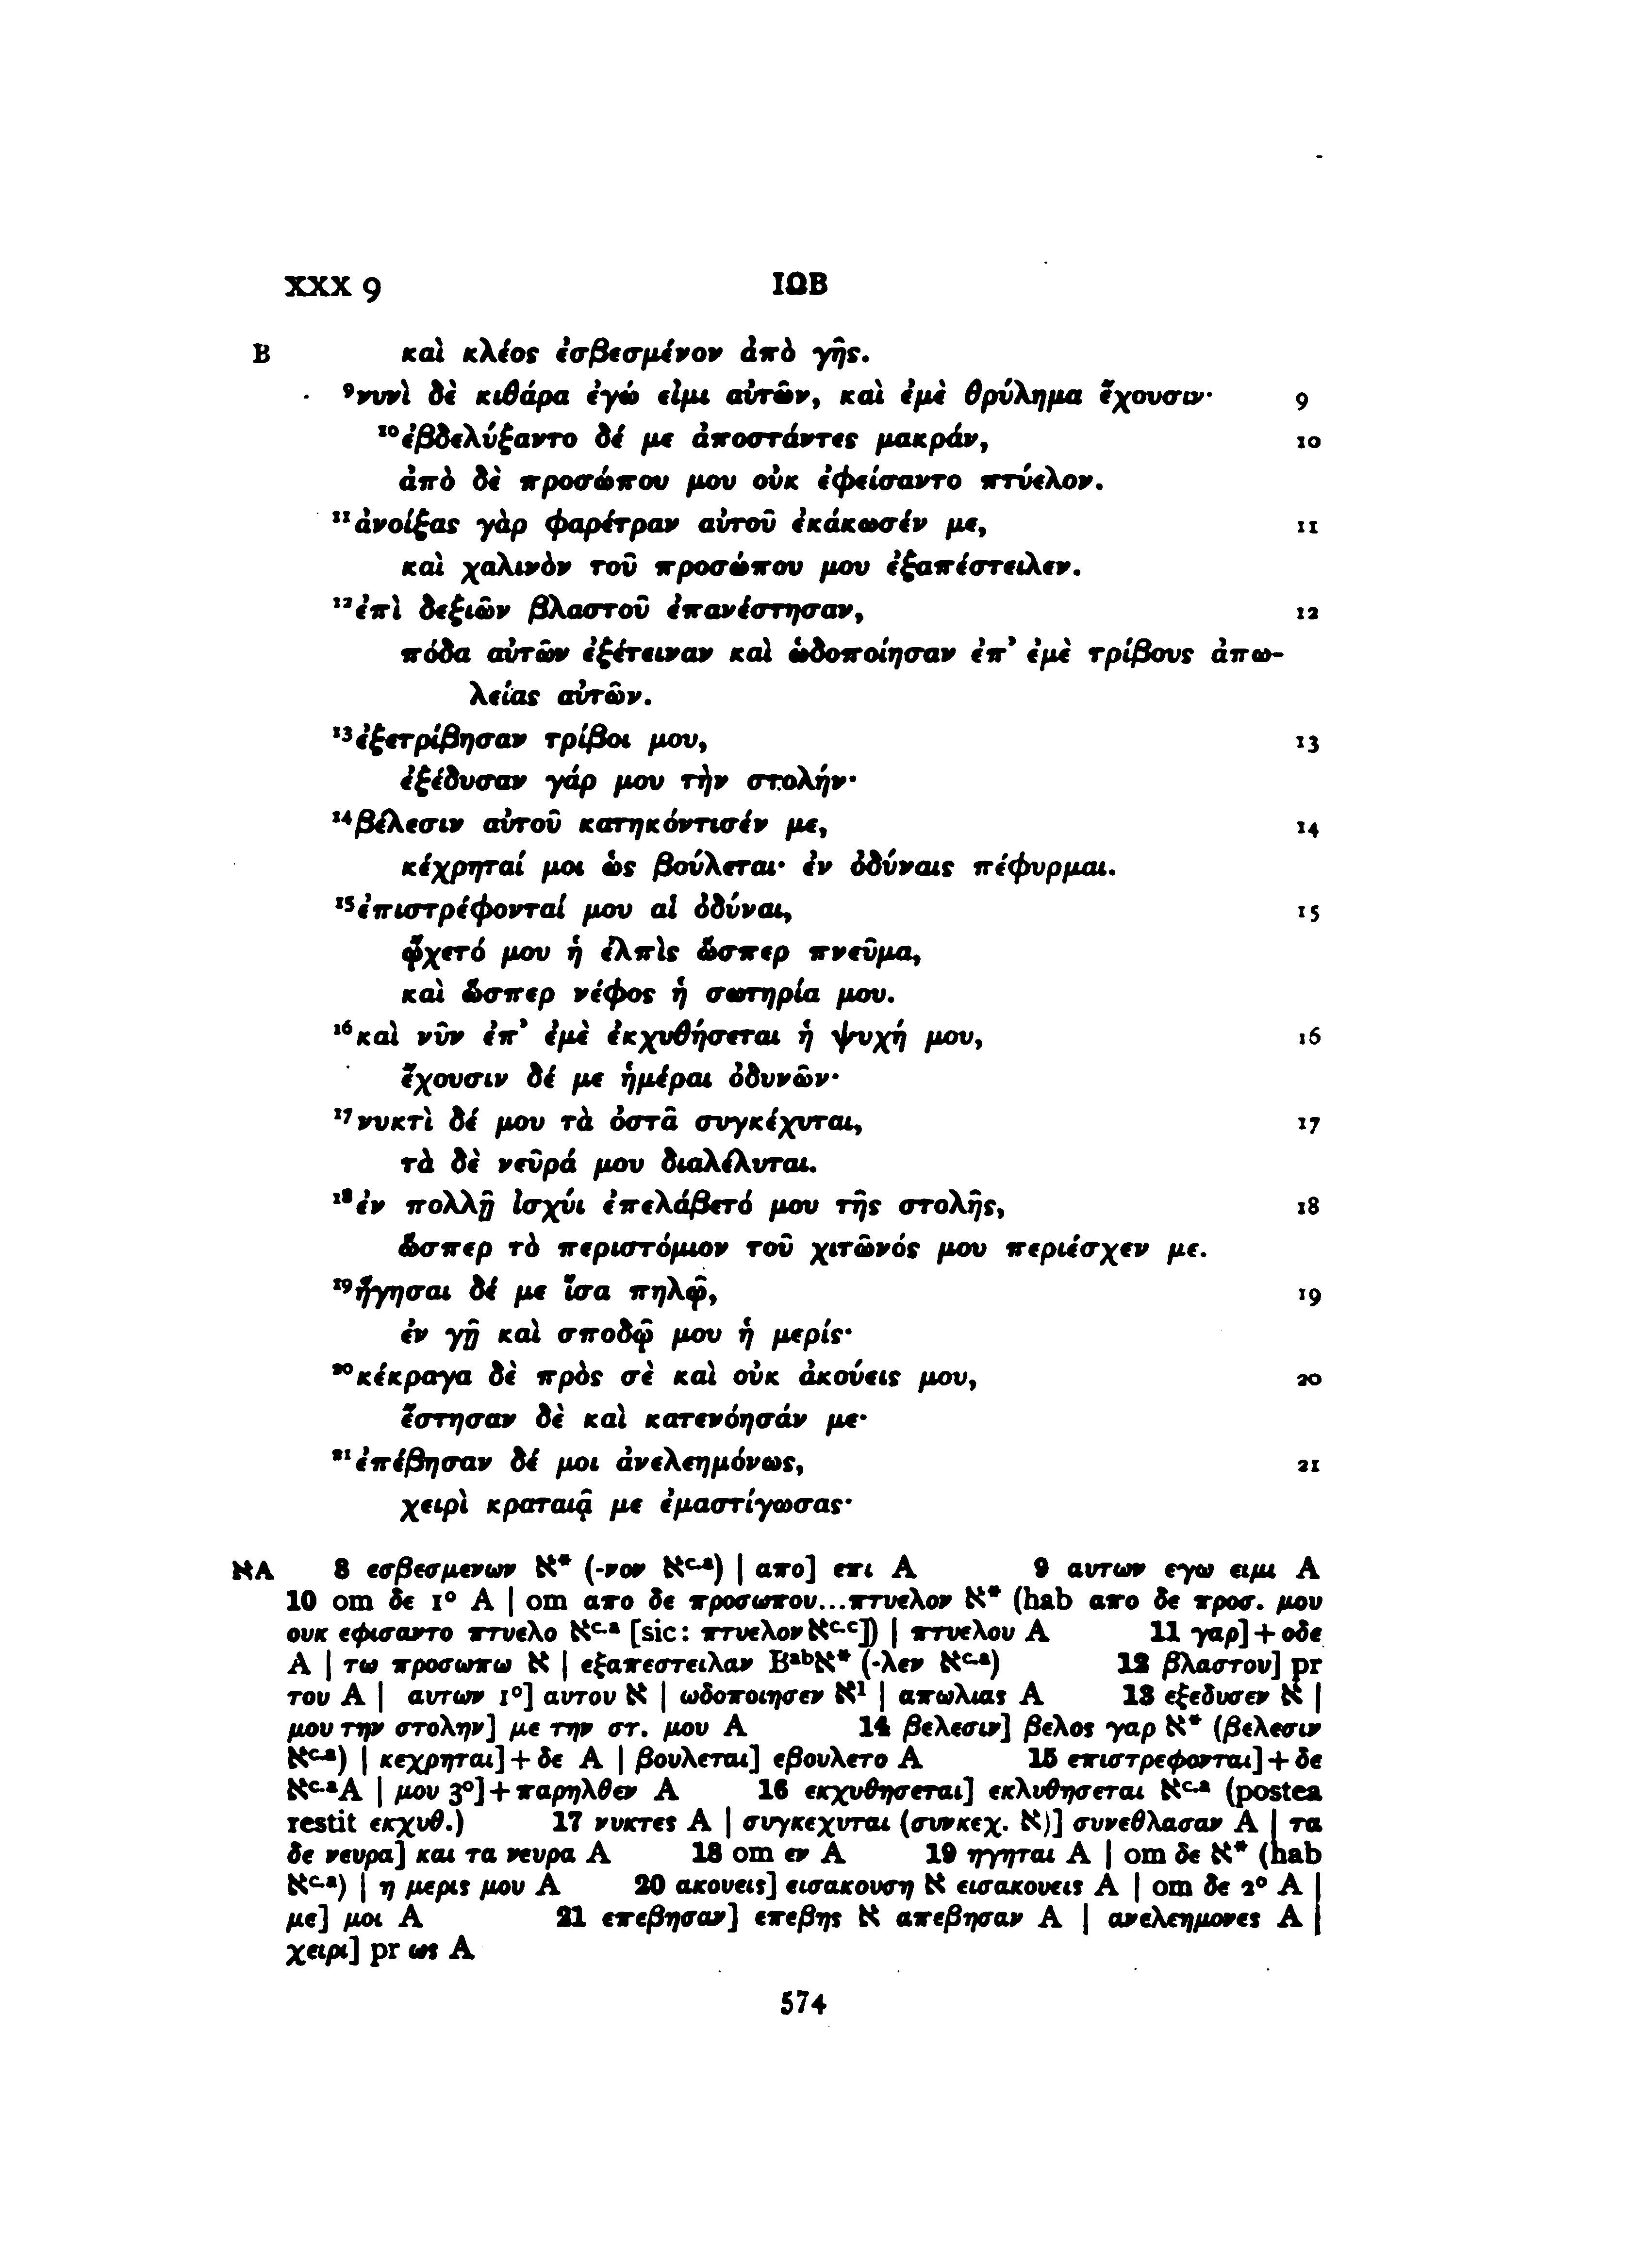 XXX 9 ΙΩΒ
B καὶ κλέος ἐσβεσμένον ἀπὸ γῆς.
⁹νυνὶ δὲ κιθάρα ἐγώ εἰμι αὐτῶν, καὶ ἐμὲ θρύλημα ἔχουσιν· 9
¹⁰ἐβδελύξαντο δέ με ἀποστάντες μακράν, 10
ἀπὸ δὲ προσώπου μου οὐκ ἐφείσαντο πτύελον.
¹¹ἀνοίξας γὰρ φαρέτραν αὐτοῦ ἐκάκωσέν με, 11
καὶ χαλινὸν τοῦ προσώπου μου ἐξαπέστειλεν.
¹²ἐπὶ δεξιῶν βλαστοῦ ἐπανέστησαν, 12
πόδα αὐτῶν ἐξέτειναν καὶ ὡδοποίησαν ἐπ’ ἐμὲ τρίβους ἀπω-
λείας αὐτῶν.
¹³ἐξετρίβησαν τρίβοι μου, 13
ἐξέδυσαν γάρ μου τὴν στολήν·
¹⁴βέλεσιν αὐτοῦ κατηκόντισέν με, 14
κέχρηταί μοι ὡς βούλεται· ἐν ὀδύναις πέφυρμαι.
¹⁵ἐπιστρέφονταί μου αἱ ὀδύναι, 15
ᾤχετό μου ἡ ἐλπὶς ὥσπερ πνεῦμα,
καὶ ὥσπερ νέφος ἡ σωτηρία μου.
¹⁶καὶ νῦν ἐπ’ ἐμὲ ἐκχυθήσεται ἡ ψυχή μου, 16
ἔχουσιν δέ με ἡμέραι ὀδυνῶν·
¹⁷νυκτὶ δέ μου τὰ ὀστᾶ συγκέχυται, 17
τὰ δὲ νεῦρά μου διαλέλυται.
¹⁸ἐν πολλῇ ἰσχύι ἐπελάβετό μου τῆς στολῆς, 18
ὥσπερ τὸ περιστόμιον τοῦ χιτῶνός μου περιέσχεν με.
¹⁹ἥγησαι δέ με ἴσα πηλῷ, 19
ἐν γῇ καὶ σποδῷ μου ἡ μερίς·
²⁰κέκραγα δὲ πρὸς σὲ καὶ οὐκ ἀκούεις μου, 20
ἔστησαν δὲ καὶ κατενόησάν με·
²¹ἐπέβησαν δέ μοι ἀνελεημόνως, 21
χειρὶ κραταιᾷ με ἐμαστίγωσας·
אA 8 εσβεσμενων א* (-νον אᶜ·ᵃ) | απο] επι A 9 αυτων εγω ειμι A
10 om δε 1° A | om απο δε προσωπου...πτυελον א* (hab απο δε προσ. μου
ουκ εφισαντο πτυελο אᶜ·ᵃ [sic: πτυελον אᶜ·ᶜ]) | πτυελου A 11 γαρ]+οδε
A | τω προσωπω א | εξαπεστειλαν Bᵃᵇא* (-λεν אᶜ·ᵃ) 12 βλαστου] pr
του A | αυτων 1°] αυτου א | ωδοποιησεν א¹ | απωλιας A 13 εξεδυσεν א |
μου την στολην] με την στ. μου A 14 βελεσιν] βελος γαρ א* (βελεσιν
אᶜ·ᵃ) | κεχρηται]+δε A | βουλεται] εβουλετο A 15 επιστρεφονται]+δε
אᶜ·ᵃA | μου 3°]+παρηλθεν A 16 εκχυθησεται] εκλυθησεται אᶜ·ᵃ (postea
restit εκχυθ.) 17 νυκτες A | συγκεχυται (συνκεχ. א)] συνεθλασαν A | τα
δε νευρα] και τα νευρα A 18 om εν A 19 ηγηται A | om δε א* (hab
אᶜ·ᵃ) | η μερις μου A 20 ακουεις] εισακουση א εισακουεις A | om δε 2° A |
με] μοι A 21 επεβησαν] επεβης א απεβησαν A | ανελεημονες A |
χειρι] pr ως A
574